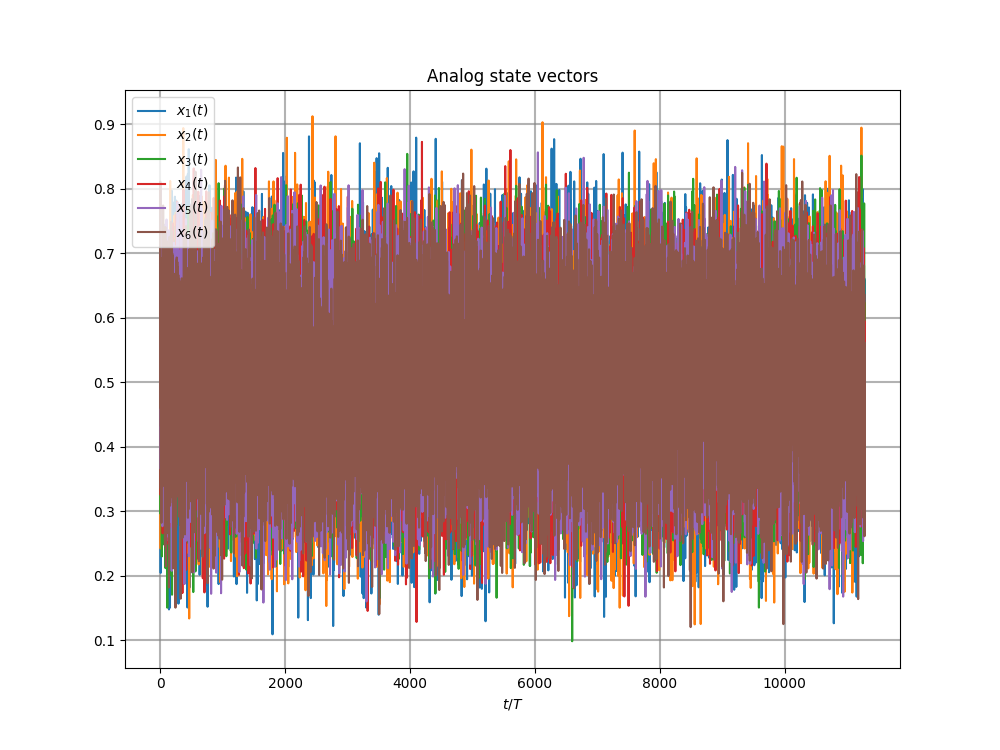 Analog state vectors
x₁(t)
x₂(t)
x₃(t)
x₄(t)
x₅(t)
x₆(t)
0.9
0.8
0.7
0.6
0.5
0.4
0.3
0.2
0.1
0 2000 4000 6000 8000 10000
t/T